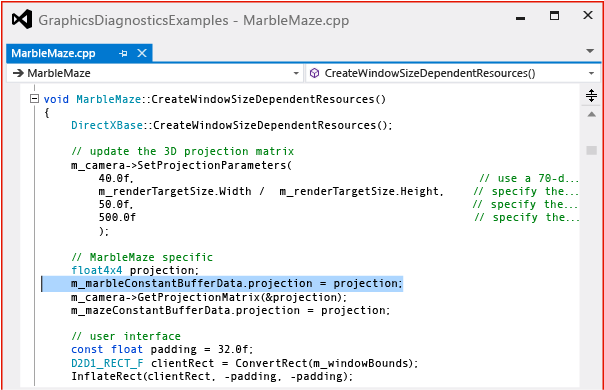 GraphicsDiagnosticsExamples - MarbleMaze.cpp
MarbleMaze.cpp
MarbleMaze
CreateWindowSizeDependentResources()
void MarbleMaze::CreateWindowSizeDependentResources()
{
DirectXBase::CreateWindowSizeDependentResources();
// update the 3D projection matrix
m_camera->SetProjectionParameters(
40.0f, // use a 70-d...
m_renderTargetSize.Width / m_renderTargetSize.Height, // specify the...
50.0f, // specify the...
500.0f // specify the...
);
// MarbleMaze specific
float4x4 projection;
m_marbleConstantBufferData.projection = projection;
m_camera->GetProjectionMatrix(&projection);
m_mazeConstantBufferData.projection = projection;
// user interface
const float padding = 32.0f;
D2D1_RECT_F clientRect = ConvertRect(m_windowBounds);
InflateRect(clientRect, -padding, -padding);